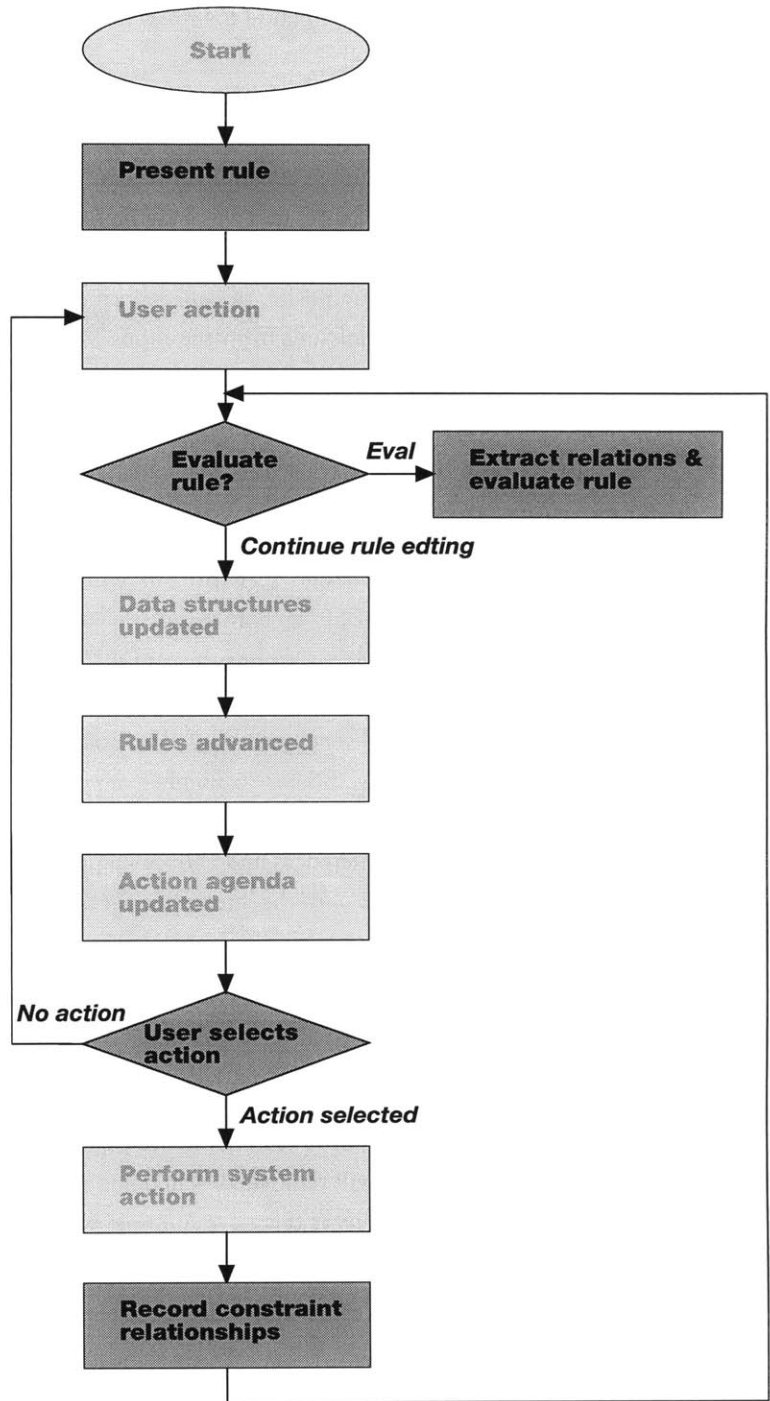 Start
Present rule
User action
Evaluate
rule?
Eval
Extract relations &
evaluate rule
Continue rule edting
Data structures
updated
Rules advanced
Action agenda
updated
No action
User selects
action
Action selected
Perform system
action
Record constraint
relationships